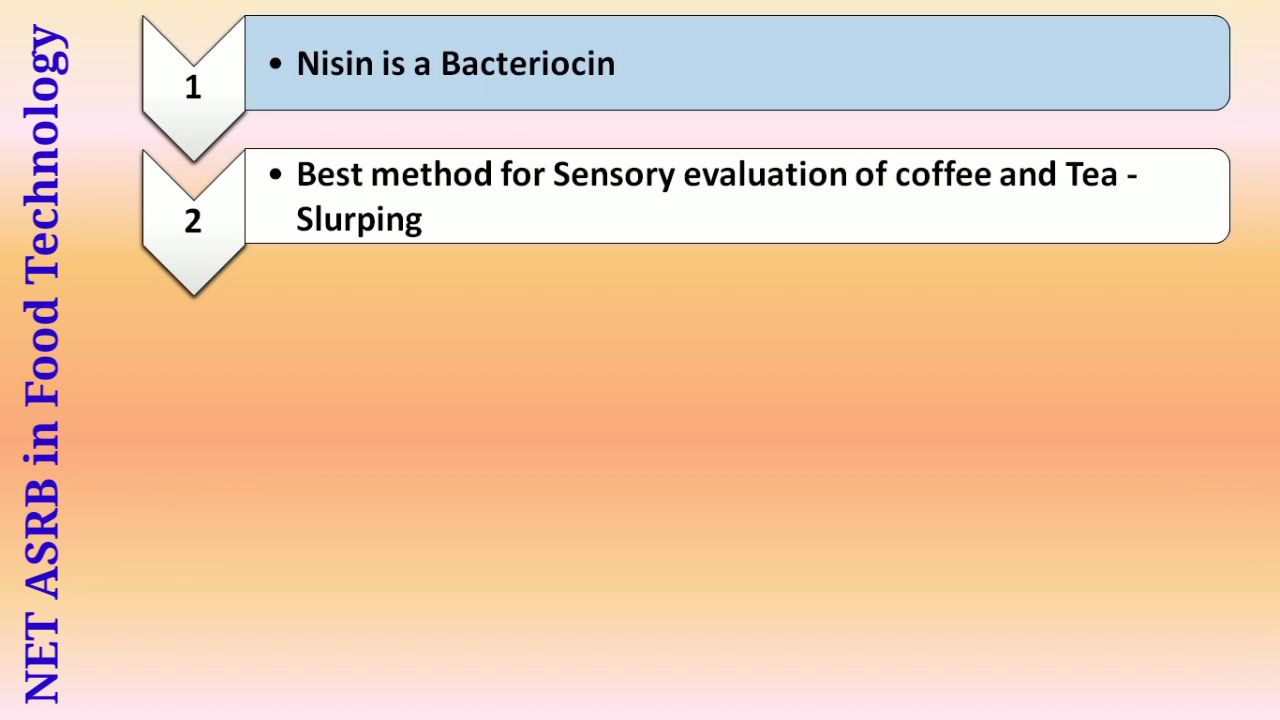 NET ASRB in Food Technology
1
• Nisin is a Bacteriocin
2
• Best method for Sensory evaluation of coffee and Tea -
Slurping